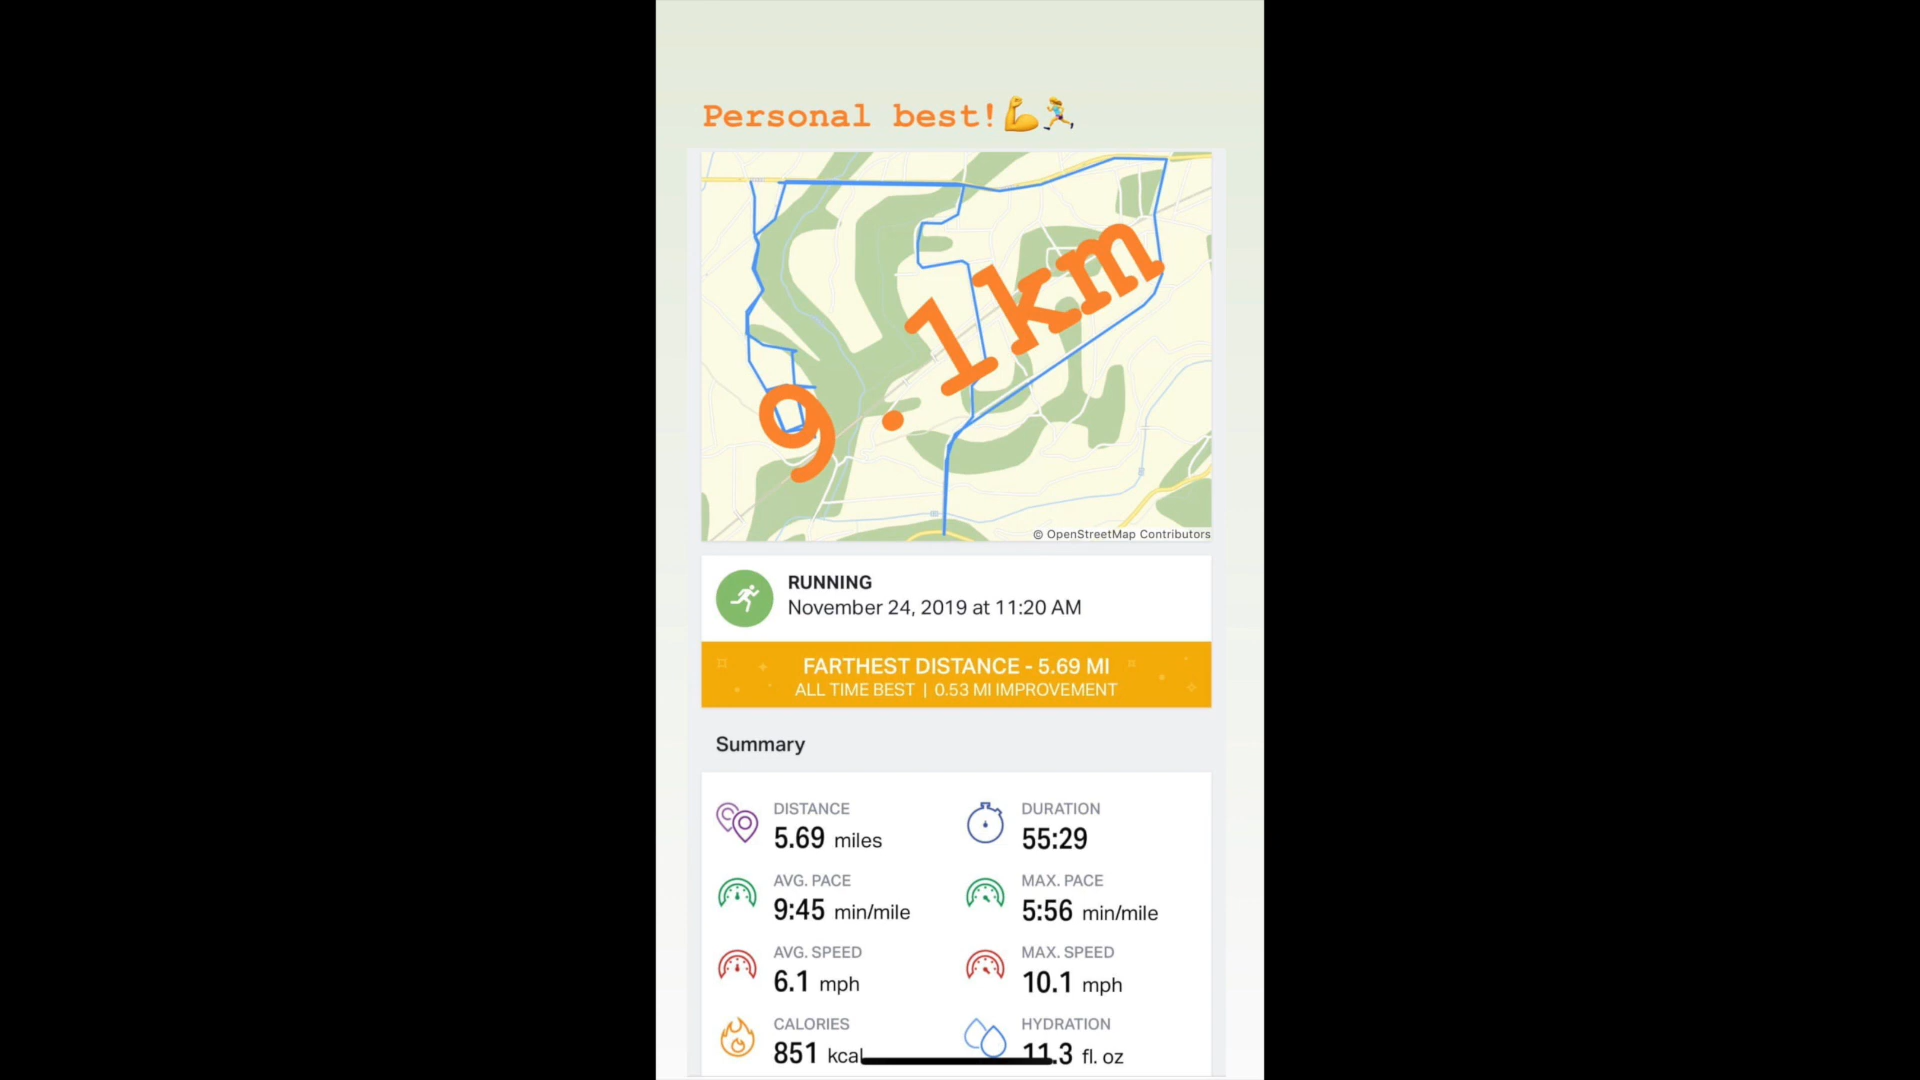 Personal best!💪🏃
9.1km
© OpenStreetMap Contributors
RUNNING
November 24, 2019 at 11:20 AM
FARTHEST DISTANCE - 5.69 MI
ALL TIME BEST | 0.53 MI IMPROVEMENT
Summary
DISTANCE
5.69 miles
DURATION
55:29
AVG. PACE
9:45 min/mile
MAX. PACE
5:56 min/mile
AVG. SPEED
6.1 mph
MAX. SPEED
10.1 mph
CALORIES
851 kcal
HYDRATION
11.3 fl. oz